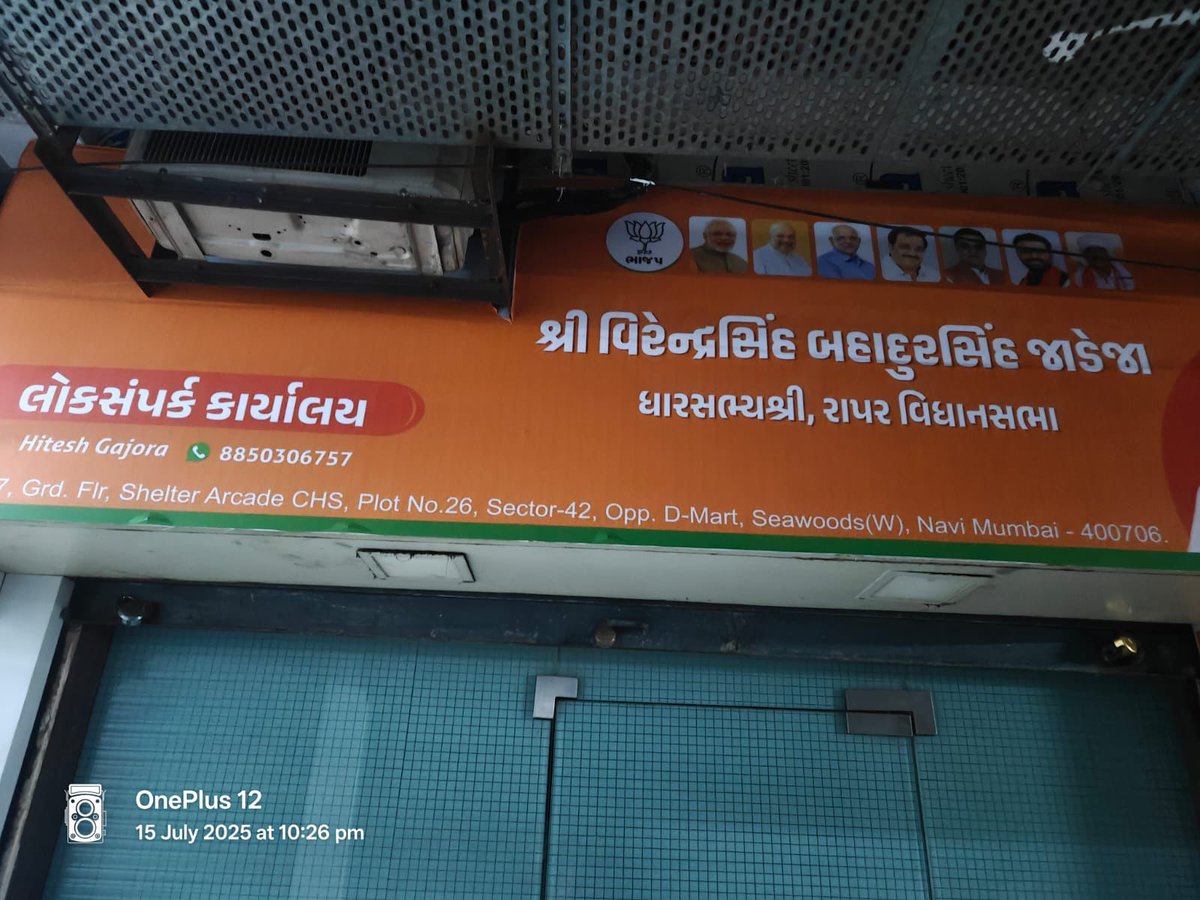 ભાજપ
શ્રી વિરેન્દ્રસિંહ બહાદુરસિંહ જાડેજા
ધારસભ્યશ્રી, રાપર વિધાનસભા
લોકસંપર્ક કાર્યાલય
Hitesh Gajora 8850306757
7, Grd. Flr, Shelter Arcade CHS, Plot No.26, Sector-42, Opp. D-Mart, Seawoods(W), Navi Mumbai - 400706.
OnePlus 12
15 July 2025 at 10:26 pm